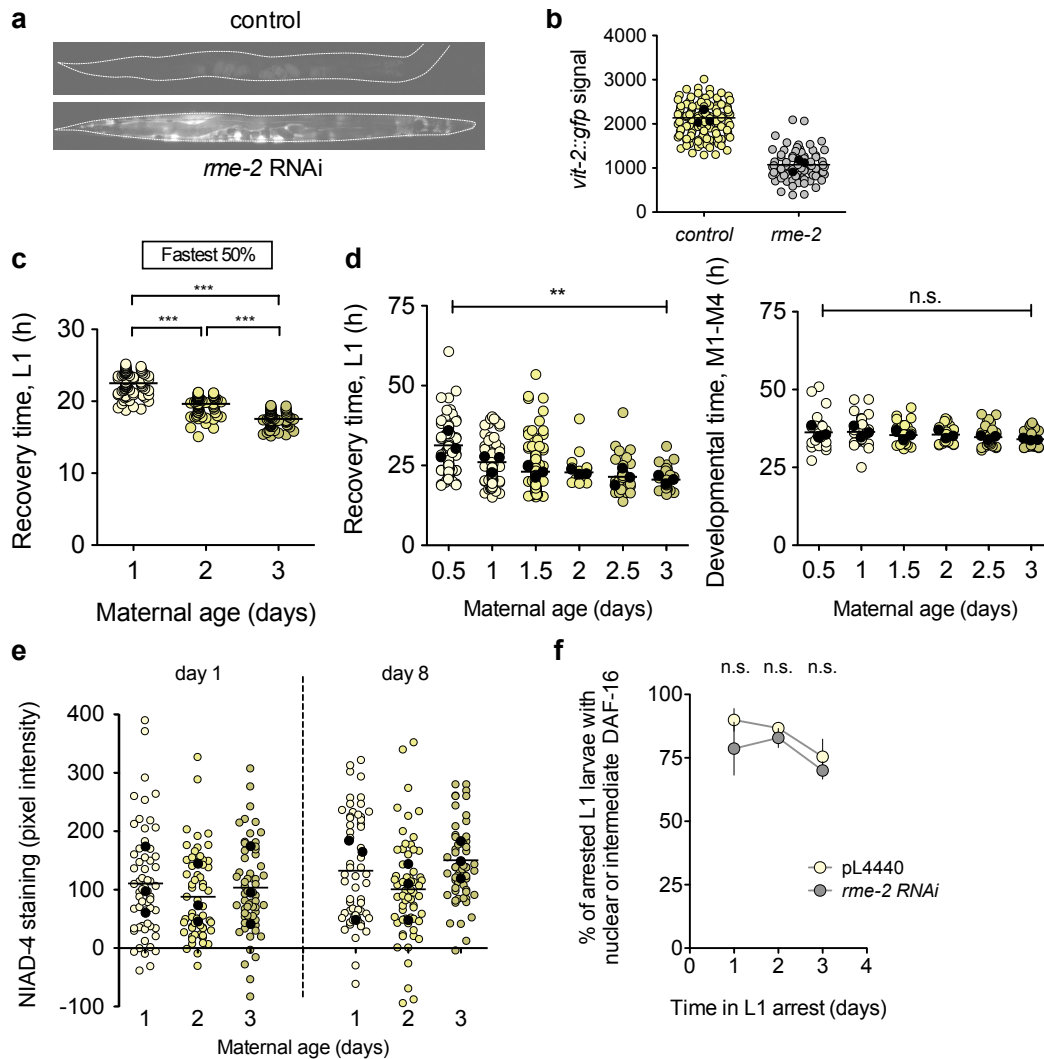 a
control
rme-2 RNAi
b
vit-2::gfp signal
4000
3000
2000
1000
0
control
rme-2
c
Fastest 50%
***
***
***
Recovery time, L1 (h)
30
20
10
0
1
2
3
Maternal age (days)
d
**
Recovery time, L1 (h)
75
50
25
0
0.5
1
1.5
2
2.5
3
Maternal age (days)
n.s.
Developmental time, M1-M4 (h)
75
50
25
0
0.5
1
1.5
2
2.5
3
Maternal age (days)
e
day 1
day 8
NIAD-4 staining (pixel intensity)
400
300
200
100
0
-100
1
2
3
1
2
3
Maternal age (days)
f
n.s.
n.s.
n.s.
% of arrested L1 larvae with
nuclear or intermediate DAF-16
100
75
50
25
0
pL4440
rme-2 RNAi
0
1
2
3
4
Time in L1 arrest (days)